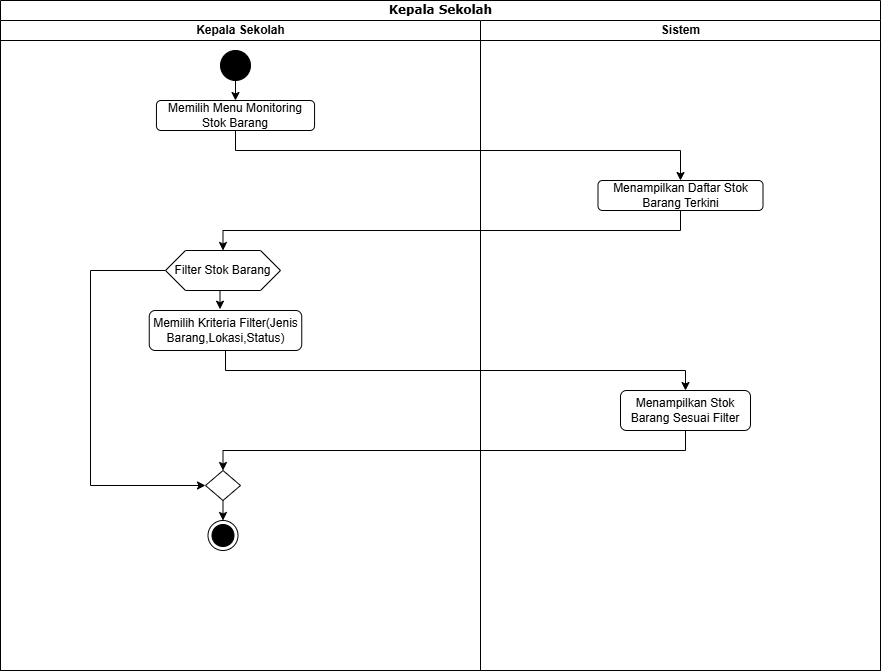 Kepala Sekolah
Kepala Sekolah
Sistem
Memilih Menu Monitoring
Stok Barang
Menampilkan Daftar Stok
Barang Terkini
Filter Stok Barang
Memilih Kriteria Filter(Jenis
Barang,Lokasi,Status)
Menampilkan Stok
Barang Sesuai Filter